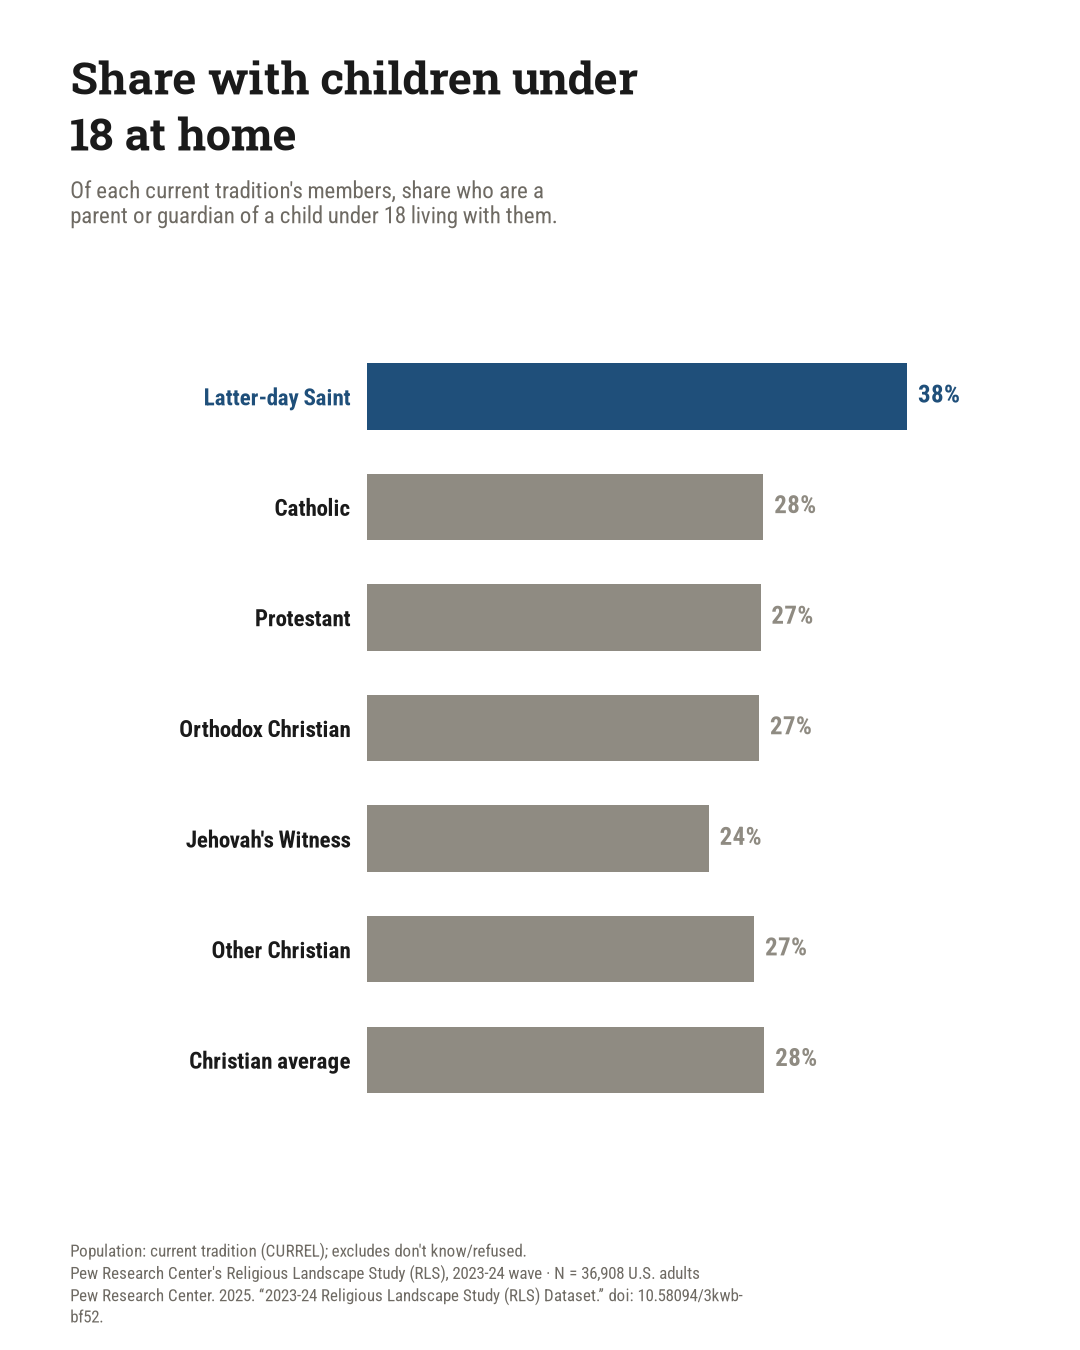 Share with children under
18 at home
Of each current tradition's members, share who are a
parent or guardian of a child under 18 living with them.
Latter-day Saint 38%
Catholic 28%
Protestant 27%
Orthodox Christian 27%
Jehovah's Witness 24%
Other Christian 27%
Christian average 28%
Population: current tradition (CURREL); excludes don't know/refused.
Pew Research Center's Religious Landscape Study (RLS), 2023-24 wave · N = 36,908 U.S. adults
Pew Research Center. 2025. “2023-24 Religious Landscape Study (RLS) Dataset.” doi: 10.58094/3kwb-
bf52.